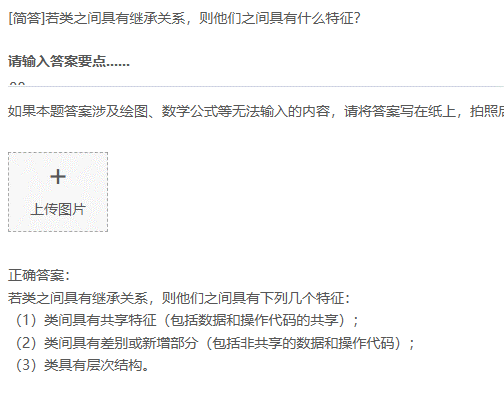 [简答]若类之间具有继承关系，则他们之间具有什么特征？
请输入答案要点......
如果本题答案涉及绘图、数学公式等无法输入的内容，请将答案写在纸上，拍照
+
上传图片
正确答案：
若类之间具有继承关系，则他们之间具有下列几个特征：
（1）类间具有共享特征（包括数据和操作代码的共享）；
（2）类间具有差别或新增部分（包括非共享的数据和操作代码）；
（3）类具有层次结构。